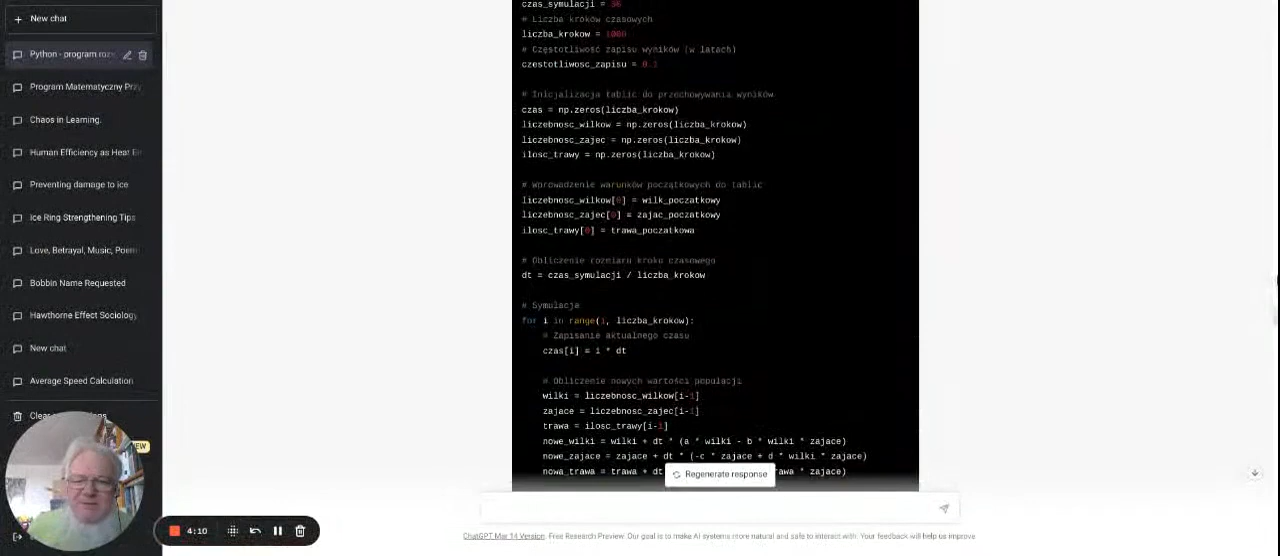 New chat
Python - program roz
Program Matematyczny Prz
Chaos in Learning.
Human Efficiency as Heat En
Preventing damage to ice
Ice Ring Strengthening Tips
Love, Betrayal, Music, Poem
Bobbin Name Requested
Hawthorne Effect Sociology
New chat
Average Speed Calculation
Clear
NEW
4:10
czas_symulacji = 36
# Liczba kroków czasowych
liczba_krokow = 1000
# Częstotliwość zapisu wyników (w latach)
czestotliwosc_zapisu = 0.1
# Inicjalizacja tablic do przechowywania wyników
czas = np.zeros(liczba_krokow)
liczebnosc_wilkow = np.zeros(liczba_krokow)
liczebnosc_zajec = np.zeros(liczba_krokow)
ilosc_trawy = np.zeros(liczba_krokow)
# Wprowadzenie warunków początkowych do tablic
liczebnosc_wilkow[0] = wilk_poczatkowy
liczebnosc_zajec[0] = zajac_poczatkowy
ilosc_trawy[0] = trawa_poczatkowa
# Obliczenie rozmiaru kroku czasowego
dt = czas_symulacji / liczba_krokow
# Symulacja
for i in range(1, liczba_krokow):
# Zapisanie aktualnego czasu
czas[i] = i * dt
# Obliczenie nowych wartości populacji
wilki = liczebnosc_wilkow[i-1]
zajace = liczebnosc_zajec[i-1]
trawa = ilosc_trawy[i-1]
nowe_wilki = wilki + dt * (a * wilki - b * wilki * zajace)
nowe_zajace = zajace + dt * (-c * zajace + d * wilki * zajace)
nowa_trawa = trawa + dt rawa * zajace)
Regenerate response
ChatGPT Mar 14 Version. Free Research Preview. Our goal is to make AI systems more natural and safe to interact with. Your feedback will help us improve.